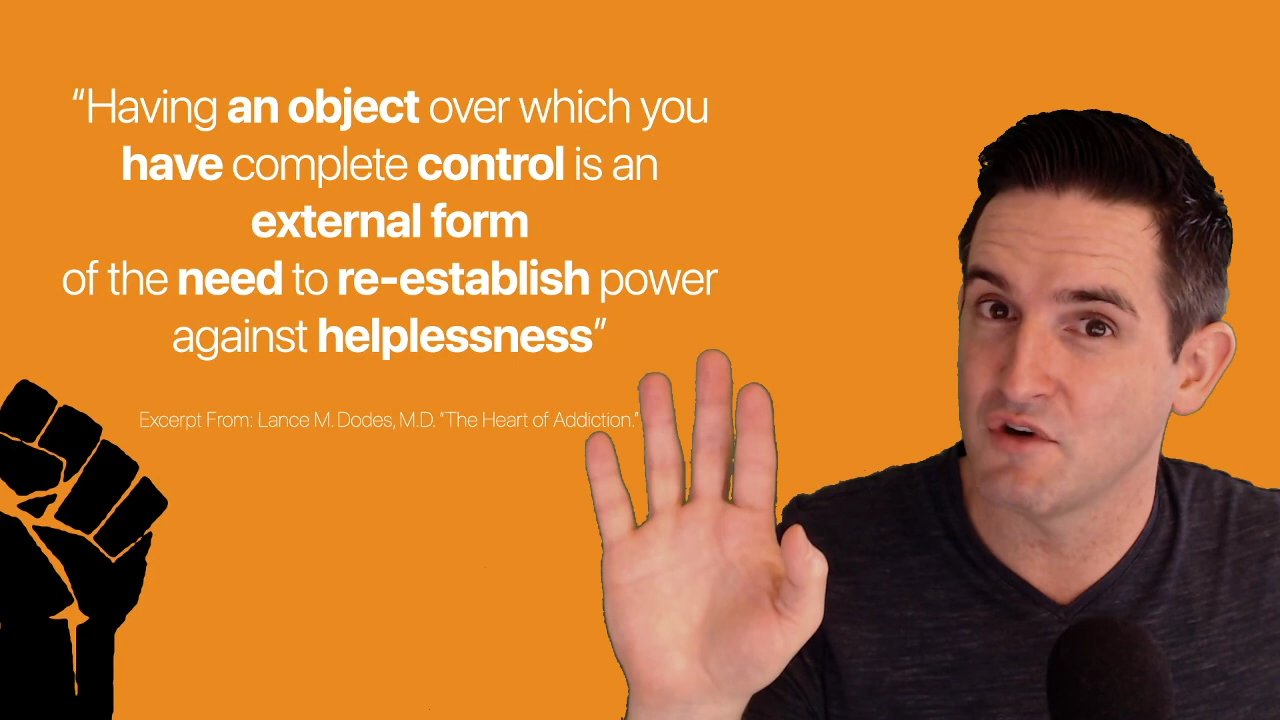 “Having an object over which you
have complete control is an
external form
of the need to re-establish power
against helplessness”
Excerpt From: Lance M. Dodes, M.D. “The Heart of Addiction.”